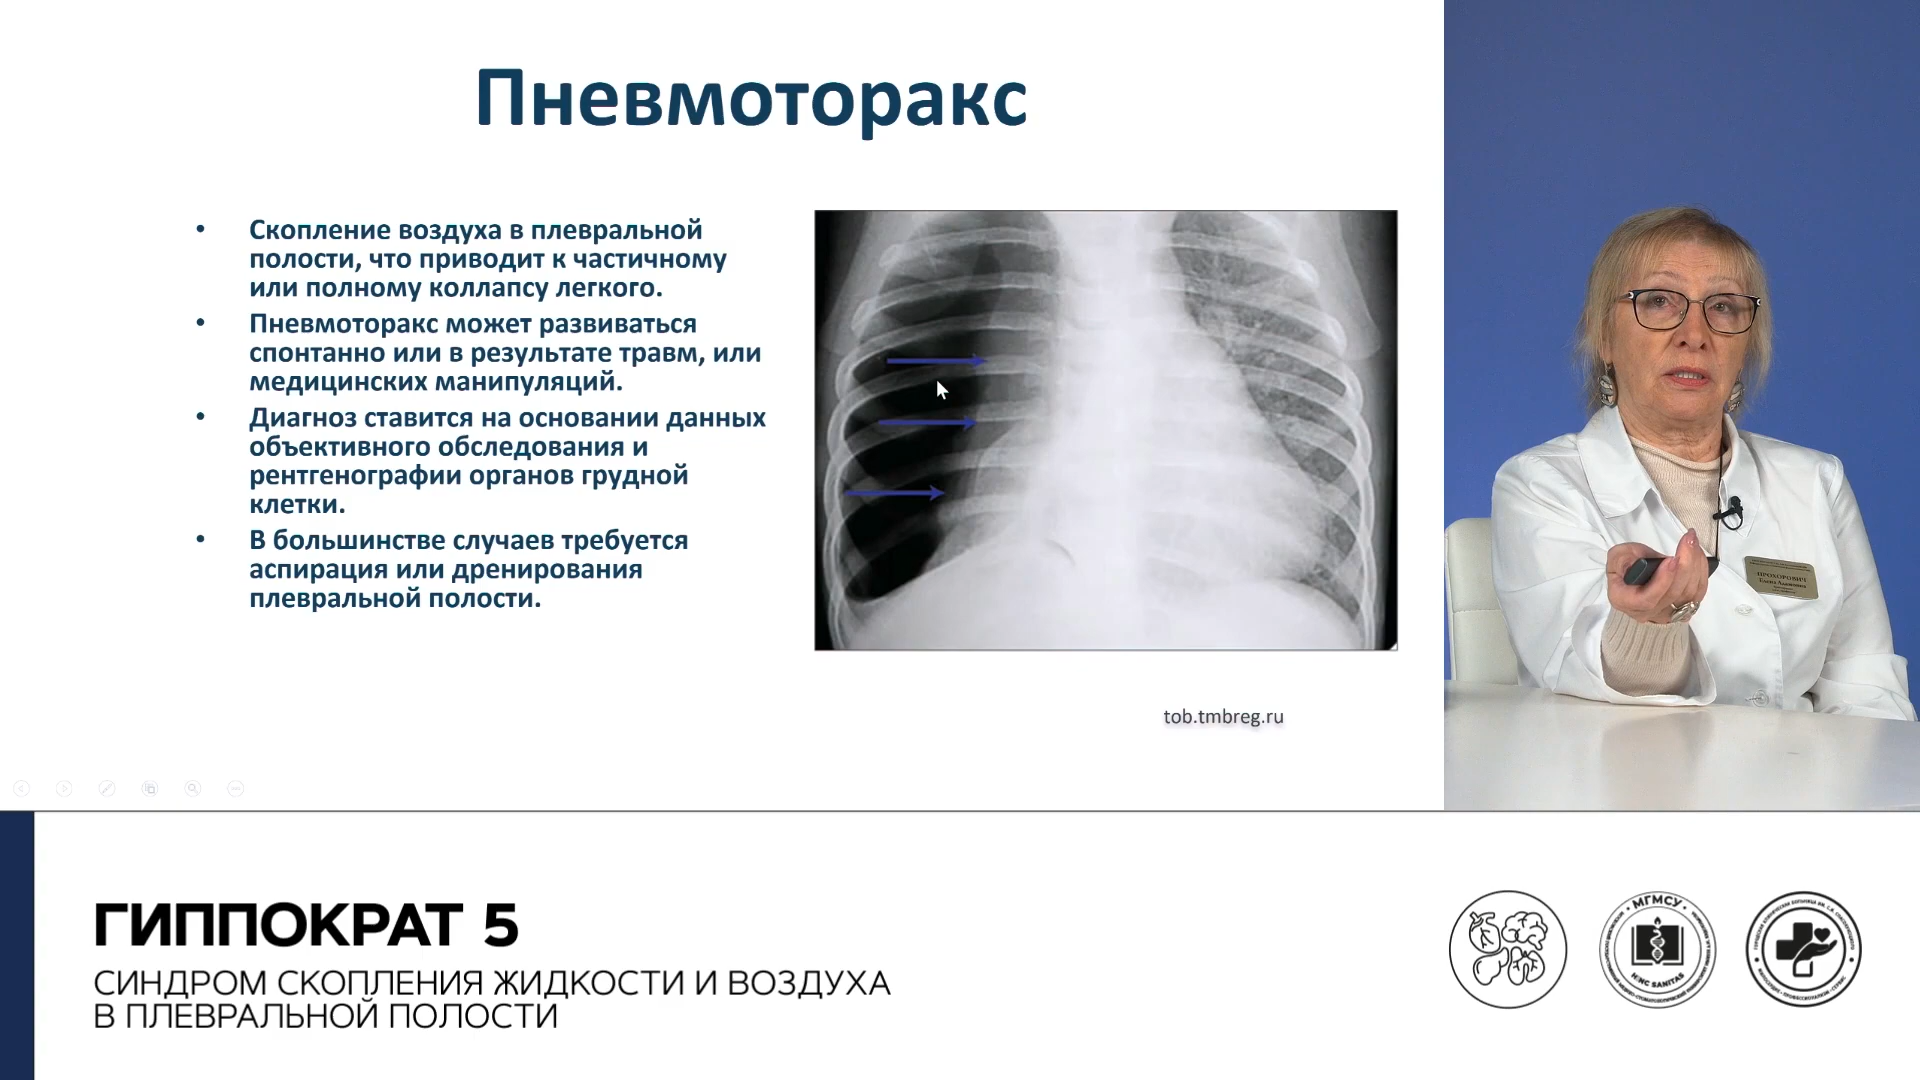 Пневмоторакс
• Скопление воздуха в плевральной
полости, что приводит к частичному
или полному коллапсу легкого.
• Пневмоторакс может развиваться
спонтанно или в результате травм, или
медицинских манипуляций.
• Диагноз ставится на основании данных
объективного обследования и
рентгенографии органов грудной
клетки.
• В большинстве случаев требуется
аспирация или дренирования
плевральной полости.
tob.tmbreg.ru
ПРОХОРОВИЧ
ГИППОКРАТ 5
СИНДРОМ СКОПЛЕНИЯ ЖИДКОСТИ И ВОЗДУХА
В ПЛЕВРАЛЬНОЙ ПОЛОСТИ
МГМСУ